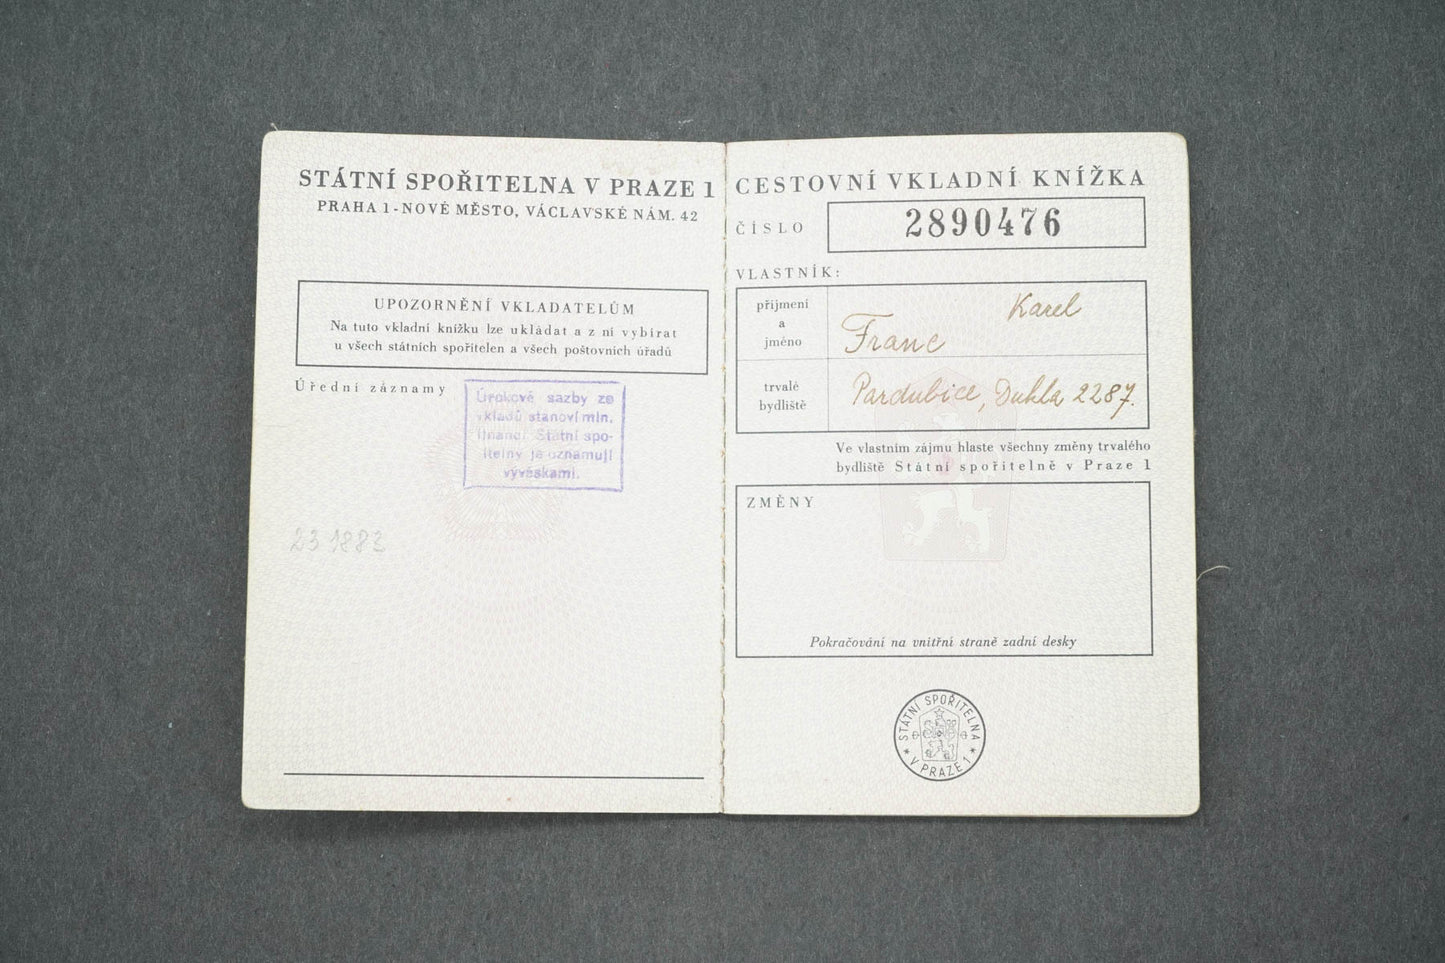 STÁTNÍ SPOŘITELNA V PRAZE 1
PRAHA 1 - NOVÉ MĚSTO, VÁCLAVSKÉ NÁM. 42
UPOZORNĚNÍ VKLADATELŮM
Na tuto vkladní knížku lze ukládat a z ní vybírat
u všech státních spořitelen a všech poštovních úřadů
Úřední záznamy
Úrokové sazby ze
vkladů stanoví min.
financí. Státní spo-
řitelny je oznamují
vývěskami.
23 1883
CESTOVNÍ VKLADNÍ KNÍŽKA
ČÍSLO
2890476
VLASTNÍK:
příjmení
a
jméno
Karel
Franc
trvalé
bydliště
Pardubice, Dukla 2287.
Ve vlastním zájmu hlaste všechny změny trvalého
bydliště Státní spořitelně v Praze 1
ZMĚNY
Pokračování na vnitřní straně zadní desky
STÁTNÍ SPOŘITELNA
* V PRAZE 1 *